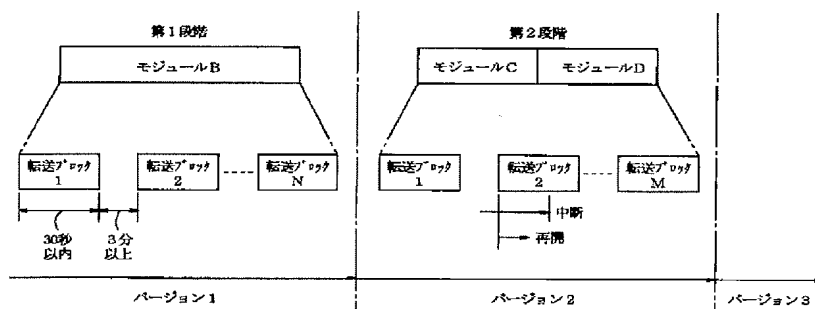 第1段階
第2段階
モジュールB
モジュールC
モジュールD
転送ブロック
1
転送ブロック
2
転送ブロック
N
転送ブロック
1
転送ブロック
2
転送ブロック
M
30秒
以内
3分
以上
中断
再開
バージョン1
バージョン2
バージョン3